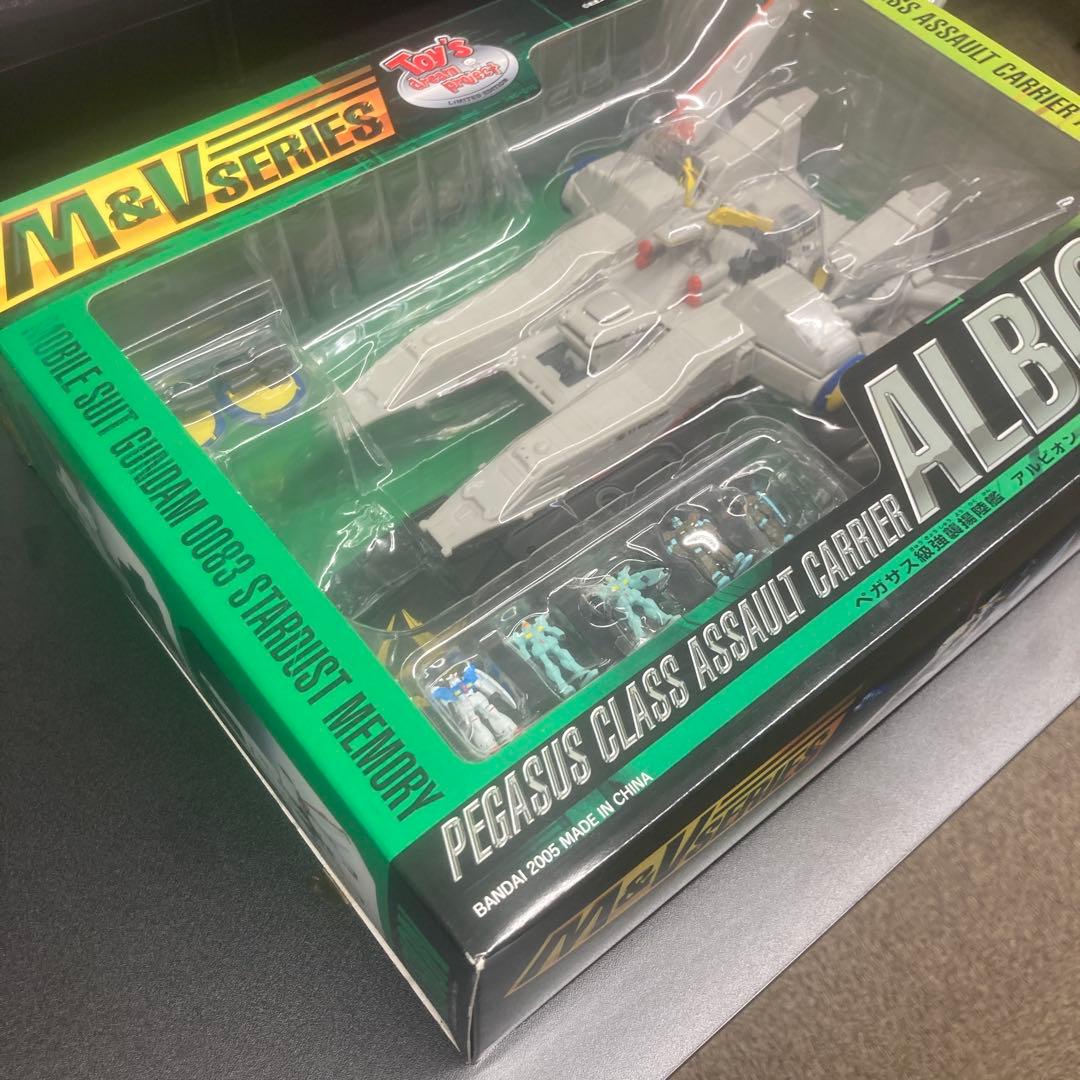 Toy's
dream
project
LIMITED EDITION
M&V SERIES
ASSAULT CARRIER
MOBILE SUIT GUNDAM 0083 STARDUST MEMORY
ALBIO
PEGASUS CLASS ASSAULT CARRIER
ペガサス級強襲揚陸艦/アルビオン
BANDAI 2005 MADE IN CHINA
M&V SERIES